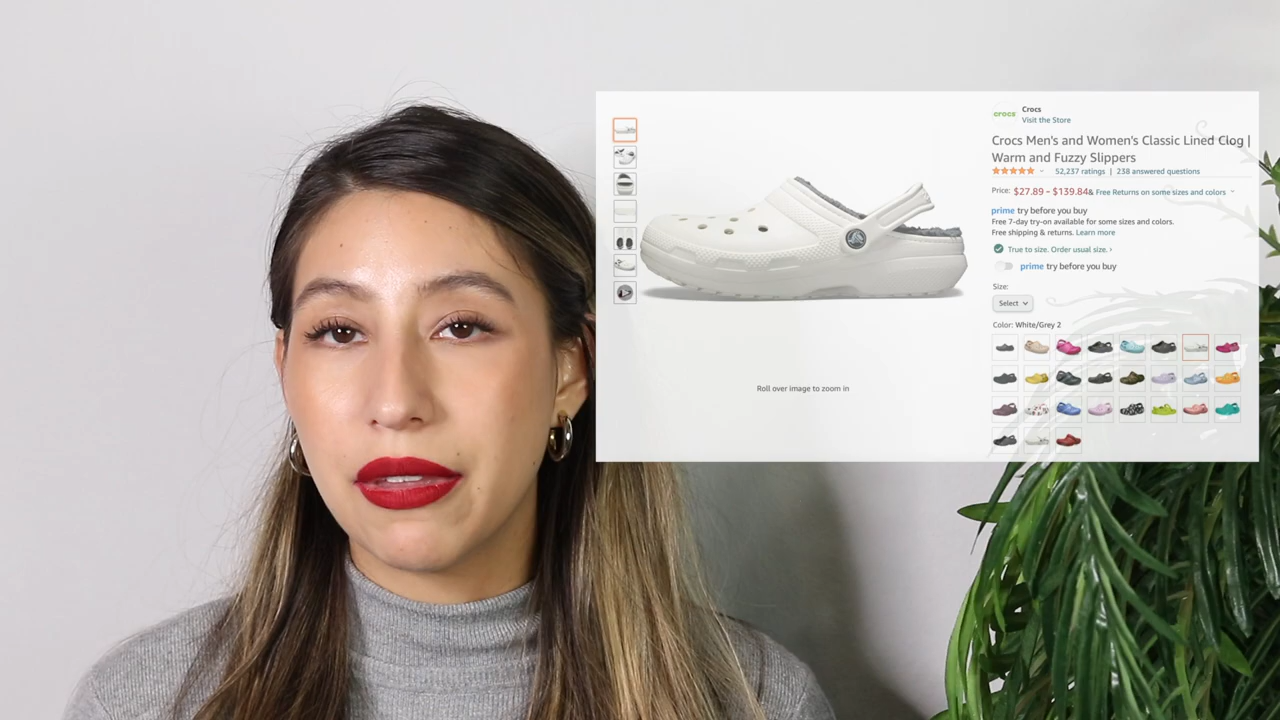 crocs
Crocs
Visit the Store
Crocs Men's and Women's Classic Lined Clog |
Warm and Fuzzy Slippers
52,237 ratings | 238 answered questions
Price: $27.89 - $139.84 & Free Returns on some sizes and colors
prime try before you buy
Free 7-day try-on available for some sizes and colors.
Free shipping & returns. Learn more
True to size. Order usual size. ›
prime try before you buy
Size:
Select
Color: White/Grey 2
Roll over image to zoom in